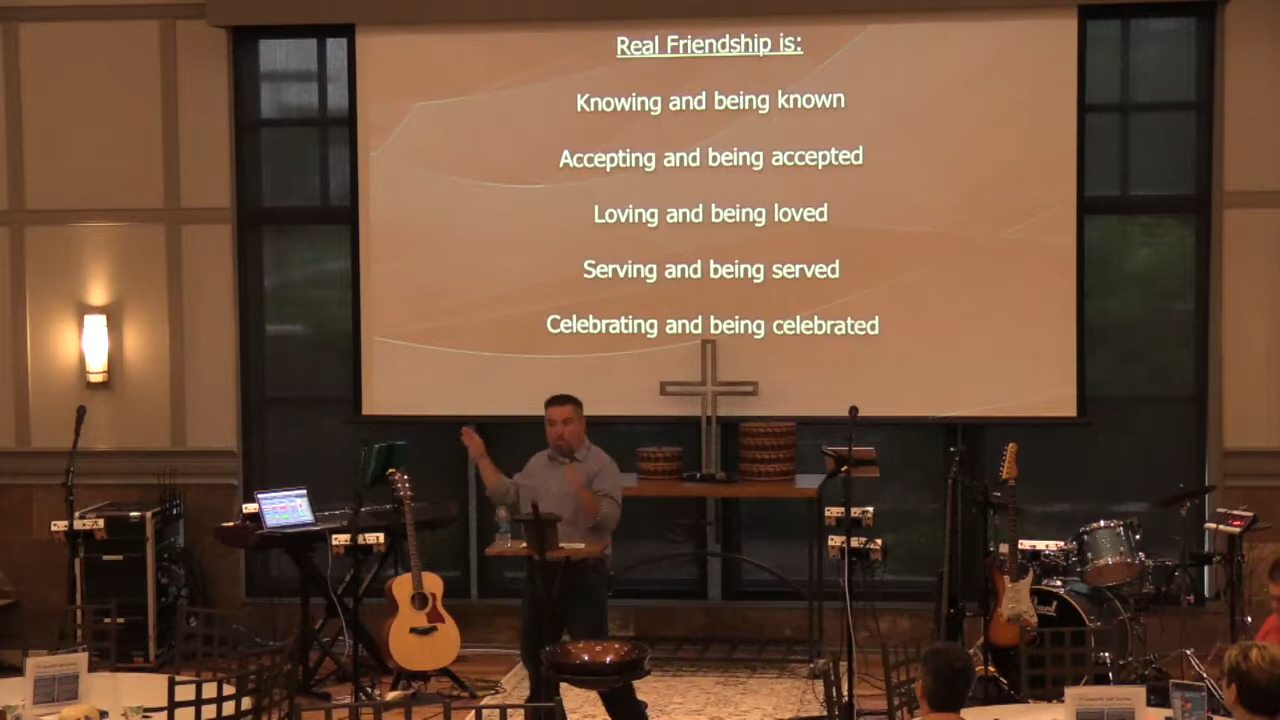 Real Friendship is:
Knowing and being known
Accepting and being accepted
Loving and being loved
Serving and being served
Celebrating and being celebrated